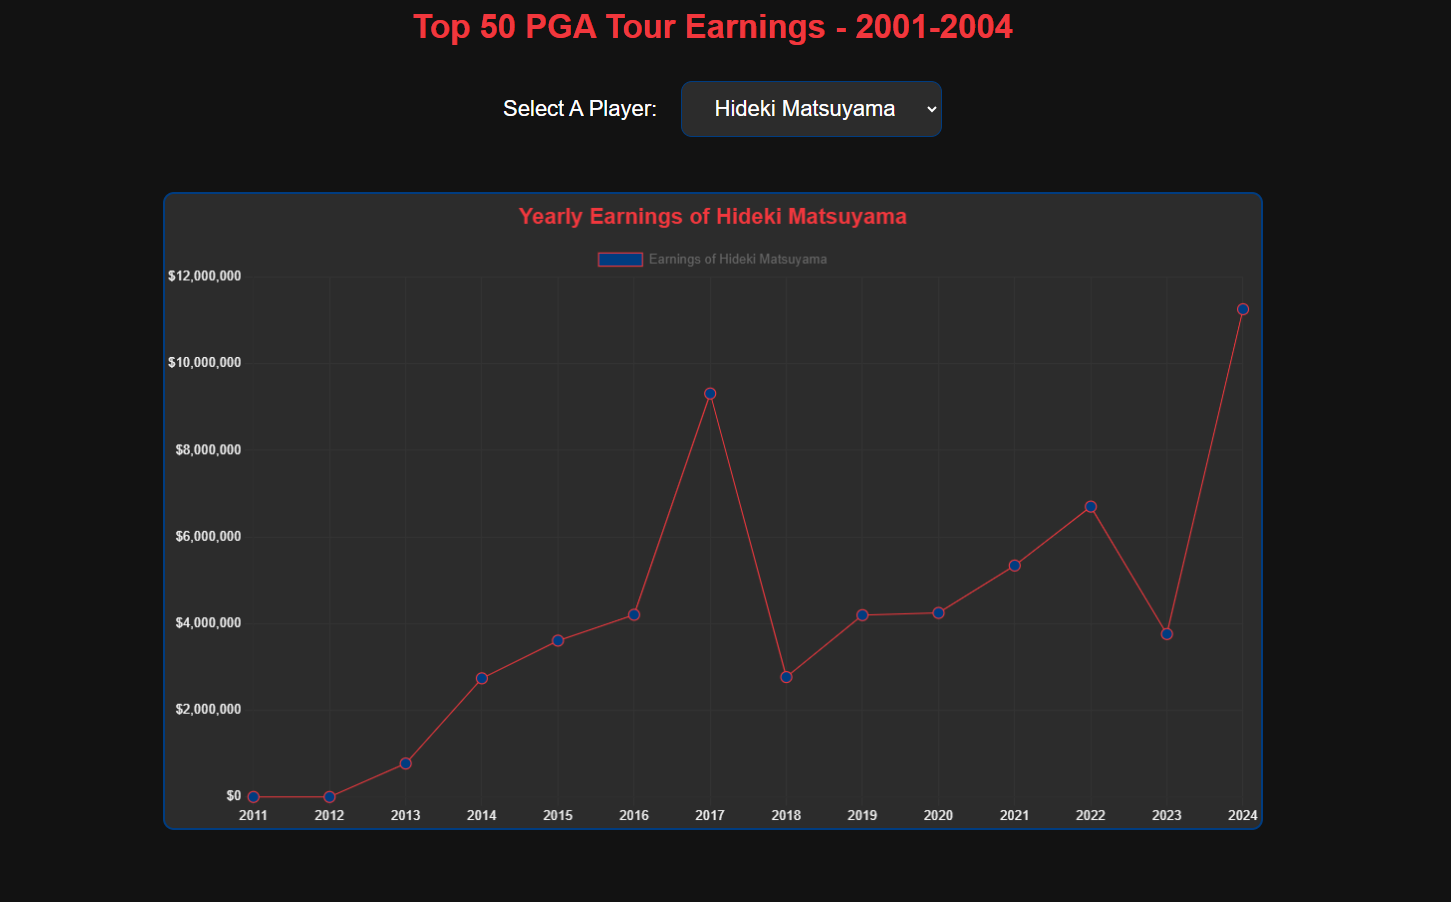 Top 50 PGA Tour Earnings - 2001-2004
Select A Player: Hideki Matsuyama
Yearly Earnings of Hideki Matsuyama
Earnings of Hideki Matsuyama
$12,000,000
$10,000,000
$8,000,000
$6,000,000
$4,000,000
$2,000,000
$0
2011 2012 2013 2014 2015 2016 2017 2018 2019 2020 2021 2022 2023 2024